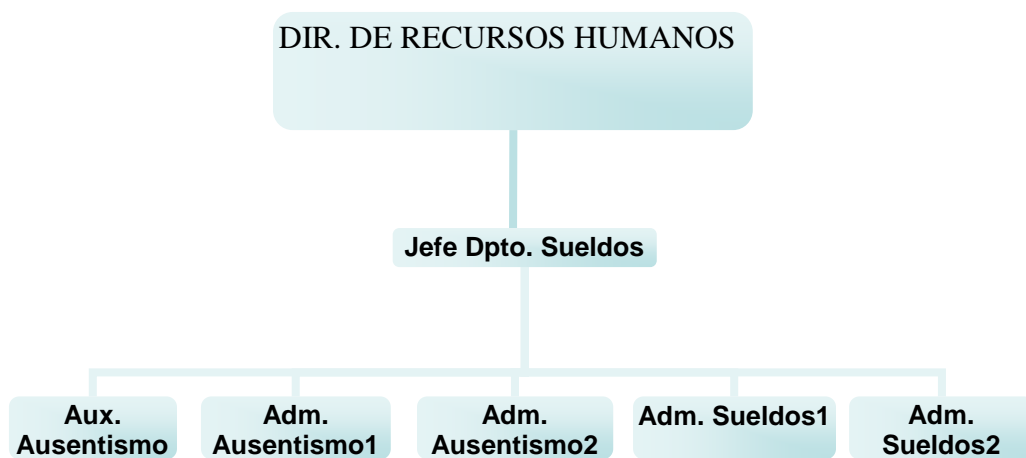 DIR. DE RECURSOS HUMANOS
Jefe Dpto. Sueldos
Aux.
Ausentismo
Adm.
Ausentismo1
Adm.
Ausentismo2
Adm. Sueldos1
Adm.
Sueldos2